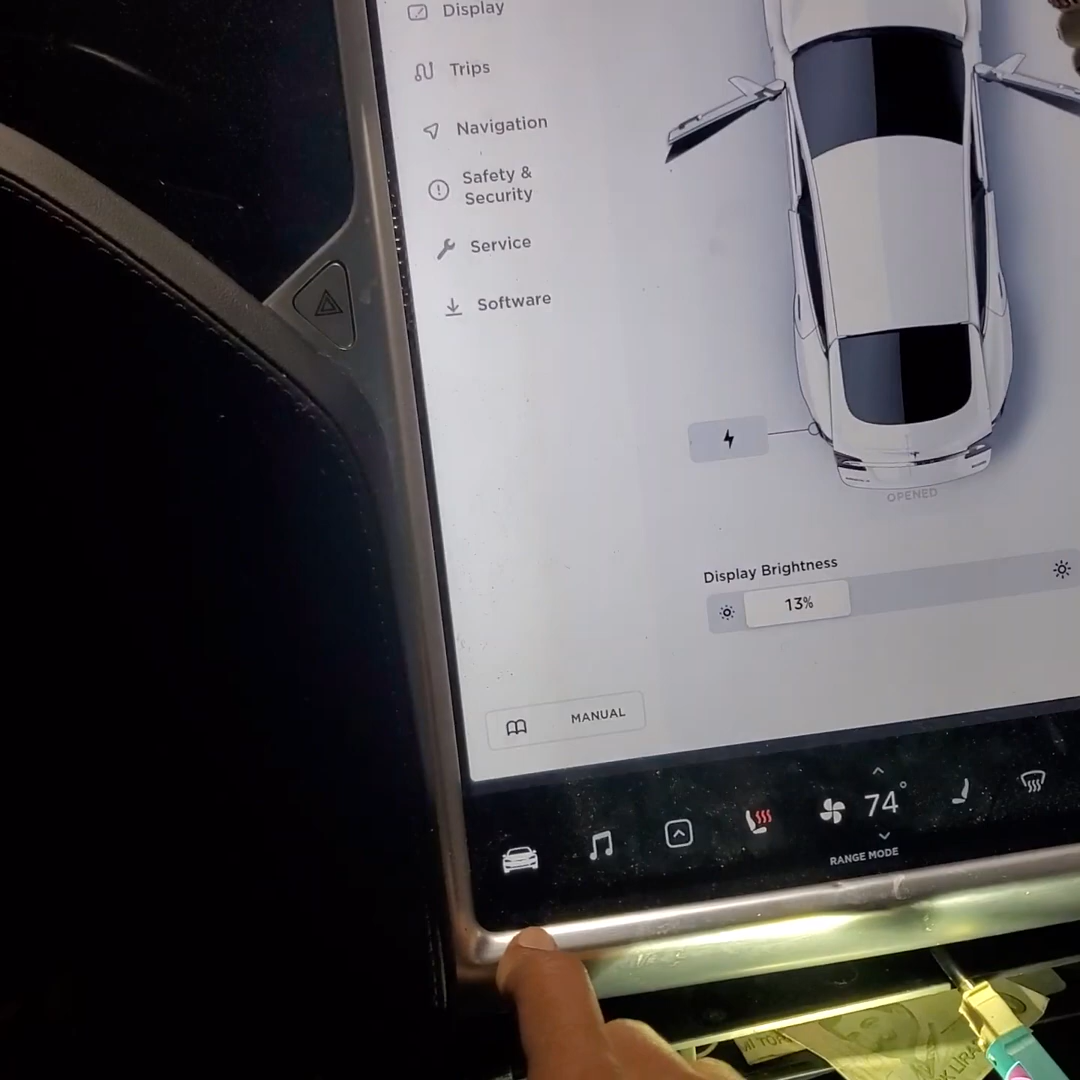 Display
Trips
Navigation
Safety &
Security
Service
Software
OPENED
Display Brightness
13%
MANUAL
74°
RANGE MODE